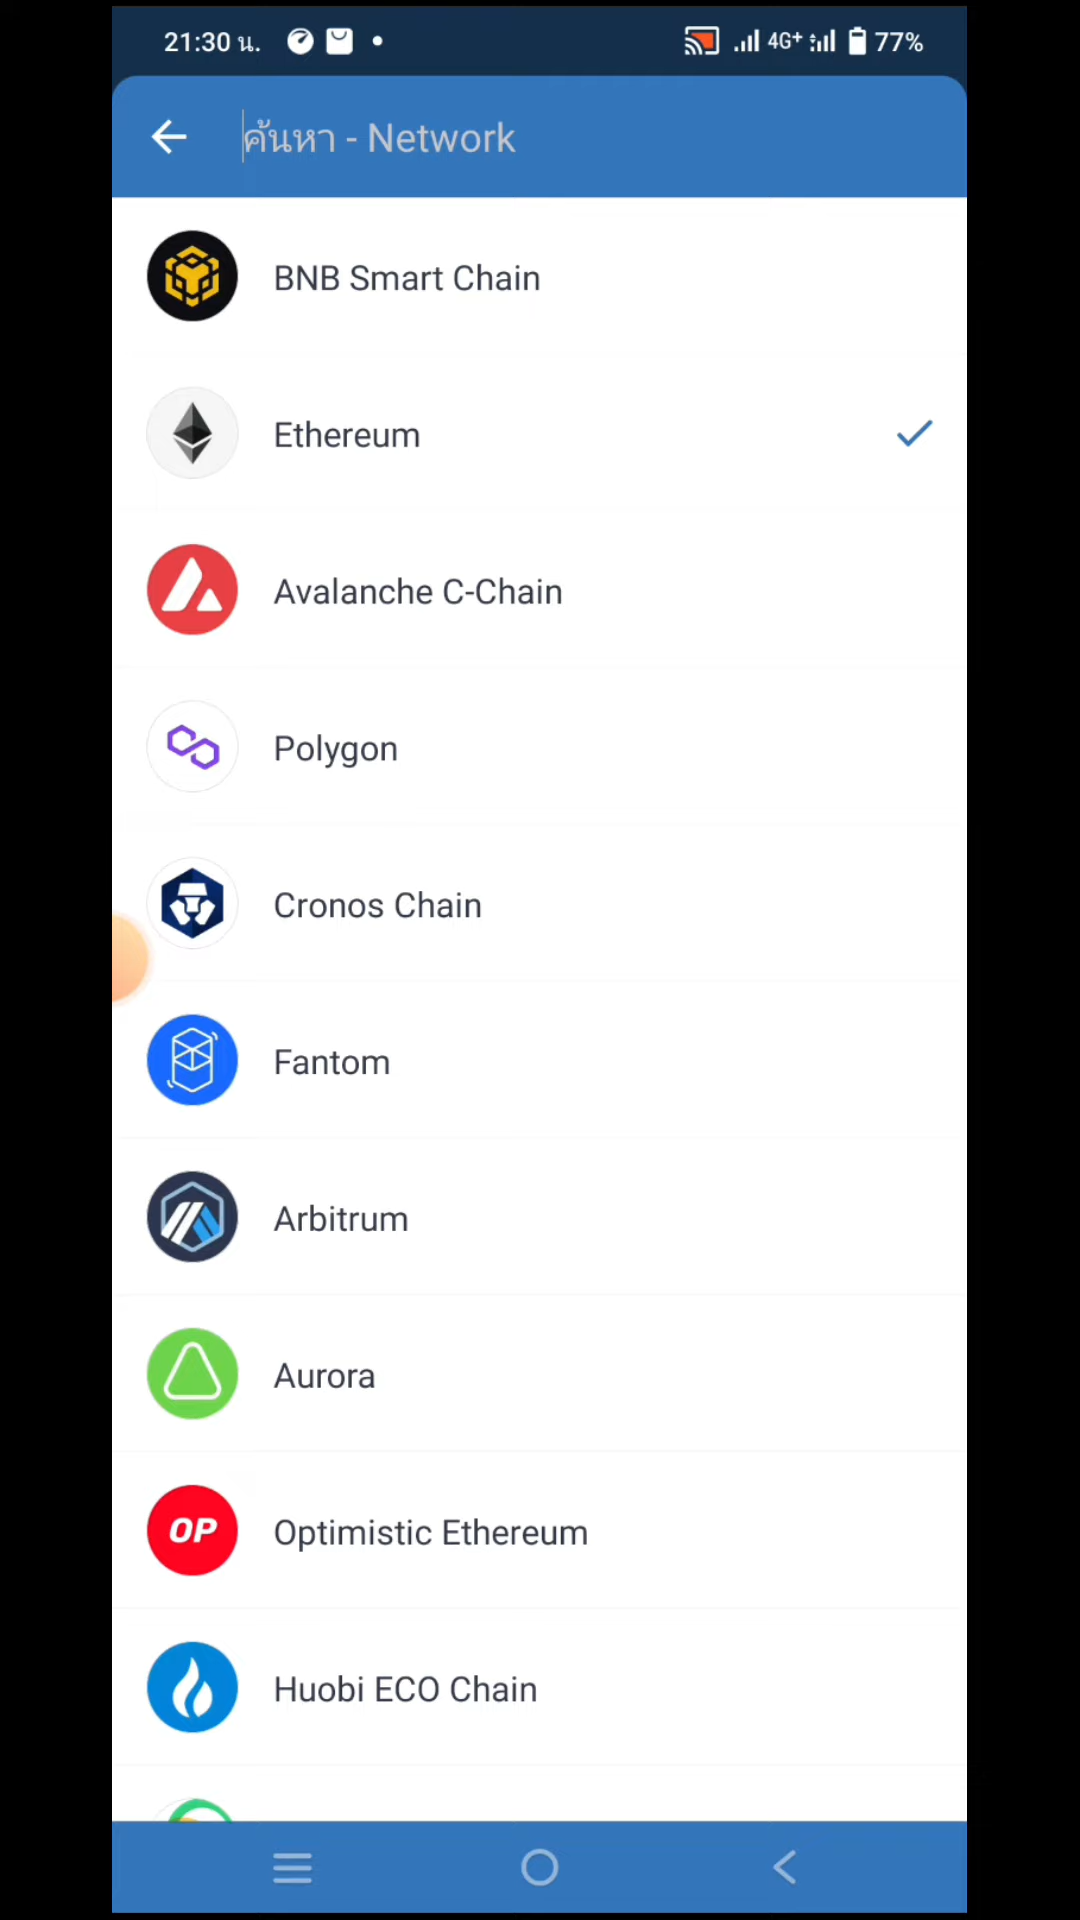 21:30 น. 4G+ 77%
ค้นหา - Network
BNB Smart Chain
Ethereum
Avalanche C-Chain
Polygon
Cronos Chain
Fantom
Arbitrum
Aurora
OP Optimistic Ethereum
Huobi ECO Chain